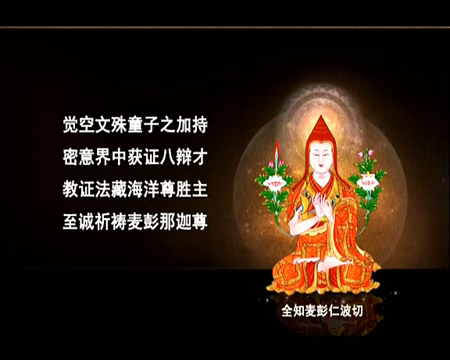 觉空文殊童子之加持
密意界中获证八辩才
教证法藏海洋尊胜主
至诚祈祷麦彭那迦尊
全知麦彭仁波切